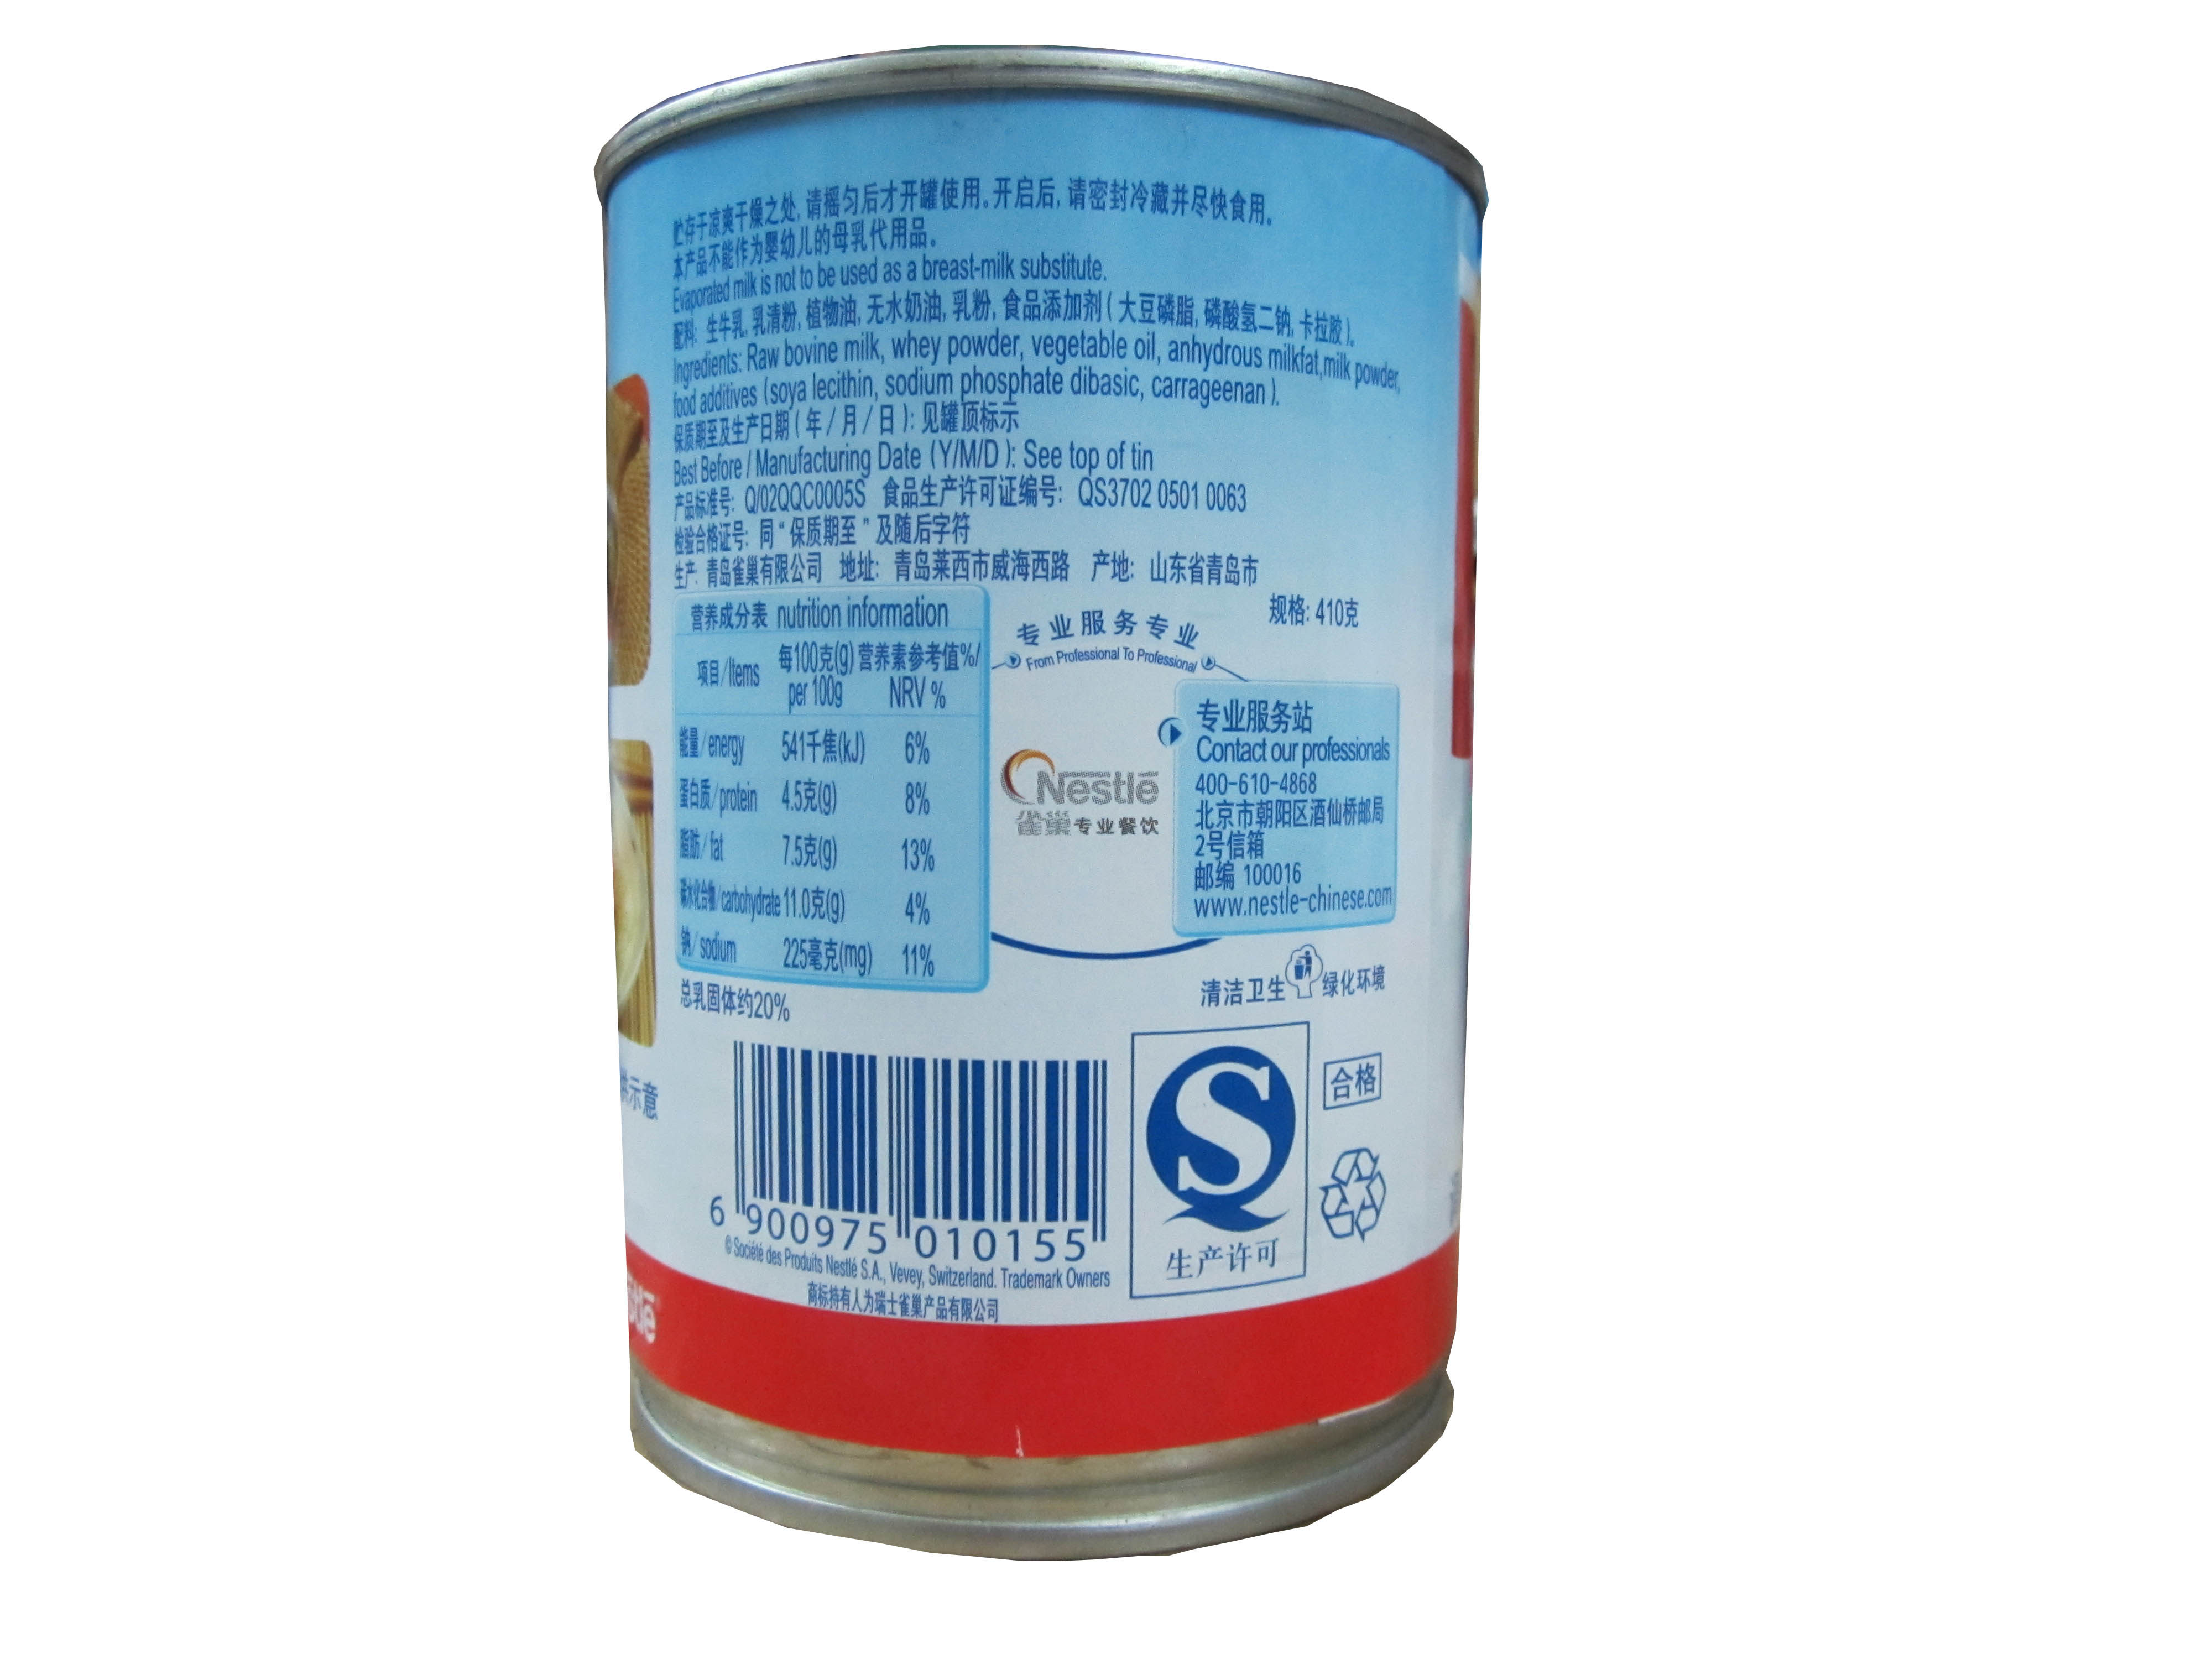 贮存于凉爽干燥之处, 请摇匀后才开罐使用。开启后, 请密封冷藏并尽快食用。
本产品不能作为婴幼儿的母乳代用品。
Evaporated milk is not to be used as a breast-milk substitute.
配料: 生牛乳, 乳清粉, 植物油, 无水奶油, 乳粉, 食品添加剂 ( 大豆磷脂, 磷酸氢二钠, 卡拉胶 )。
Ingredients: Raw bovine milk, whey powder, vegetable oil, anhydrous milkfat, milk powder,
food additives (soya lecithin, sodium phosphate dibasic, carrageenan ).
保质期至及生产日期 ( 年 / 月 / 日 ): 见罐顶标示
Best Before / Manufacturing Date (Y/M/D ): See top of tin
产品标准号: Q/02QQC0005S 食品生产许可证编号: QS3702 0501 0063
检验合格证号: 同 “ 保质期至 ” 及随后字符
生产: 青岛雀巢有限公司 地址: 青岛莱西市威海西路 产地: 山东省青岛市
规格: 410克
营养成分表 nutrition information
项目/Items 每100克(g)/per 100g 营养素参考值%/NRV %
能量/energy 541千焦(kJ) 6%
蛋白质/protein 4.5克(g) 8%
脂肪/fat 7.5克(g) 13%
碳水化合物/carbohydrate 11.0克(g) 4%
钠/sodium 225毫克(mg) 11%
总乳固体约20%
专业服务专业
From Professional To Professional
Nestlé
雀巢专业餐饮
专业服务站
Contact our professionals
400-610-4868
北京市朝阳区酒仙桥邮局
2号信箱
邮编 100016
www.nestle-chinese.com
清洁卫生 绿化环境
示意
合格
QS
生产许可
6 900975 010155
© Société des Produits Nestlé S.A., Vevey, Switzerland. Trademark Owners
商标持有人为瑞士雀巢产品有限公司